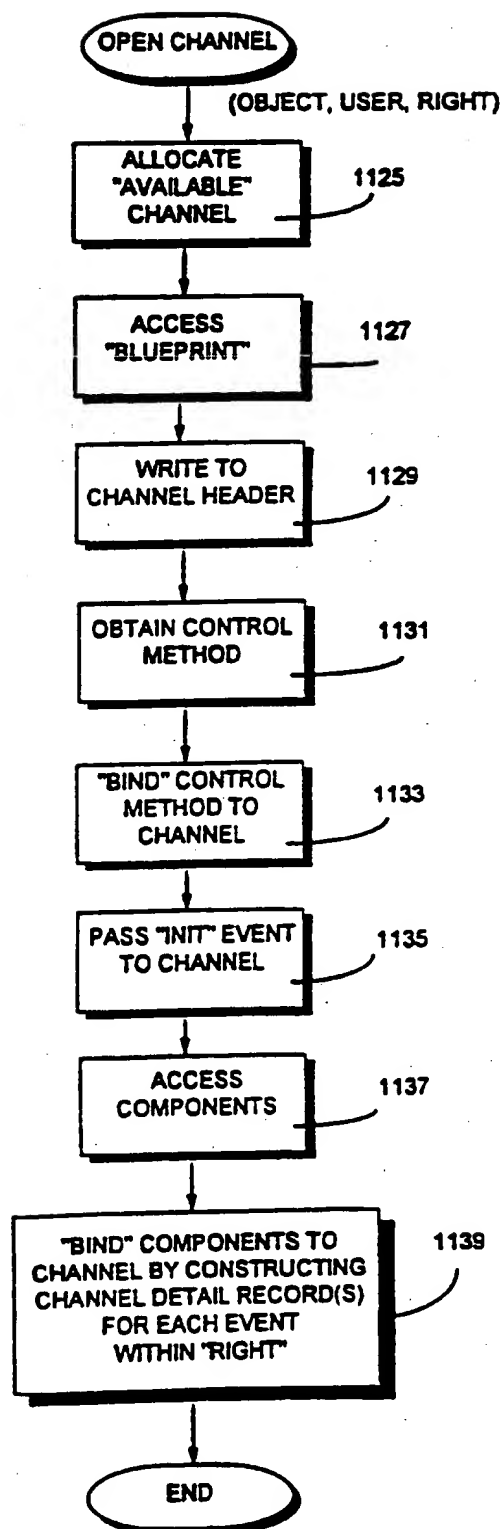 OPEN CHANNEL
(OBJECT, USER, RIGHT)
ALLOCATE
"AVAILABLE"
CHANNEL
1125
ACCESS
"BLUEPRINT"
1127
WRITE TO
CHANNEL HEADER
1129
OBTAIN CONTROL
METHOD
1131
"BIND" CONTROL
METHOD TO
CHANNEL
1133
PASS "INIT" EVENT
TO CHANNEL
1135
ACCESS
COMPONENTS
1137
"BIND" COMPONENTS TO
CHANNEL BY CONSTRUCTING
CHANNEL DETAIL RECORD(S)
FOR EACH EVENT
WITHIN "RIGHT"
1139
END